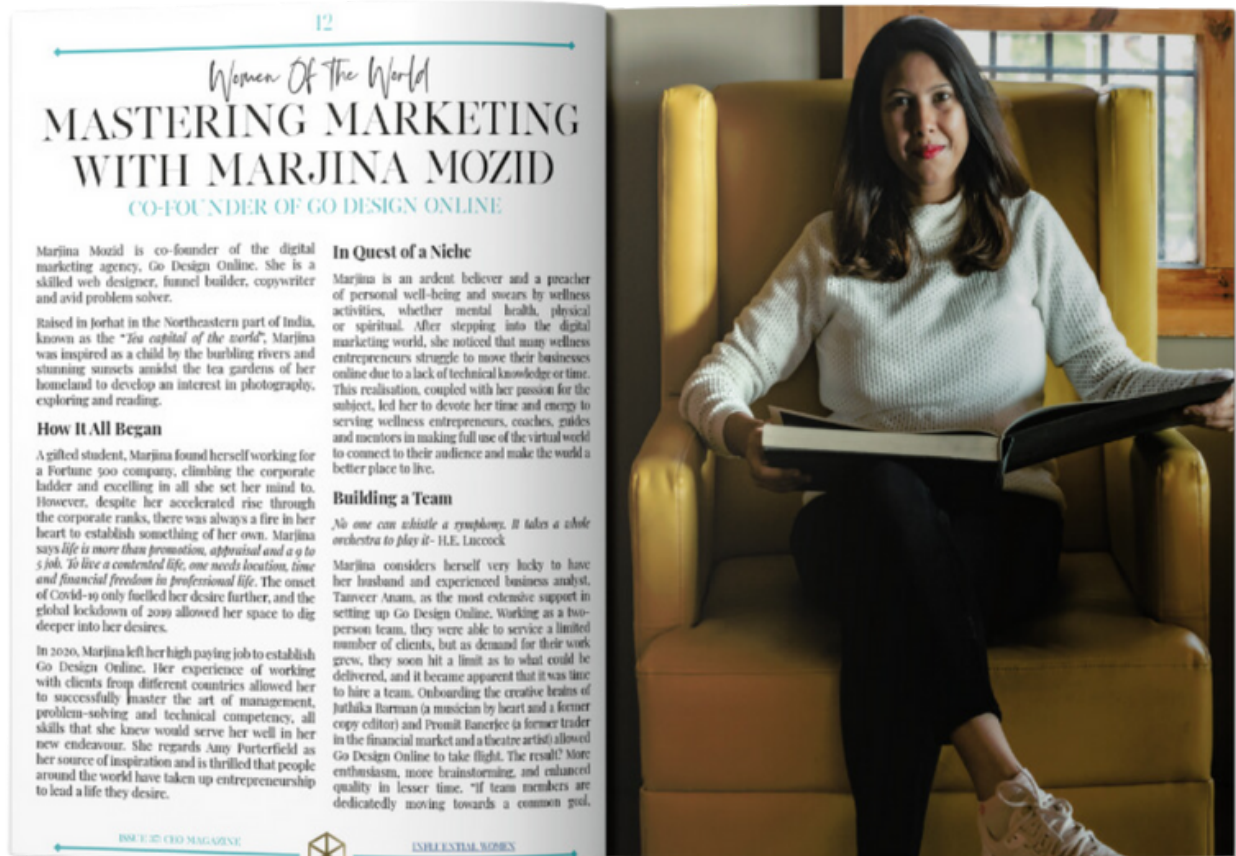 12
Women Of The World
MASTERING MARKETING
WITH MARJINA MOZID
CO-FOUNDER OF GO DESIGN ONLINE
Marjina Mozid is co-founder of the digital
marketing agency, Go Design Online. She is a
skilled web designer, funnel builder, copywriter
and avid problem solver.
Raised in Jorhat in the Northeastern part of India,
known as the "Tea capital of the world", Marjina
was inspired as a child by the burbling rivers and
stunning sunsets amidst the tea gardens of her
homeland to develop an interest in photography,
exploring and reading.
How It All Began
A gifted student, Marjina found herself working for
a Fortune 500 company, climbing the corporate
ladder and excelling in all she set her mind to.
However, despite her accelerated rise through
the corporate ranks, there was always a fire in her
heart to establish something of her own. Marjina
says life is more than promotion, appraisal and a 9 to
5 job. To live a contented life, one needs location, time
and financial freedom in professional life. The onset
of Covid-19 only fuelled her desire further, and the
global lockdown of 2019 allowed her space to dig
deeper into her desires.
In 2020, Marjina left her high paying job to establish
Go Design Online. Her experience of working
with clients from different countries allowed her
to successfully master the art of management,
problem-solving and technical competency, all
skills that she knew would serve her well in her
new endeavour. She regards Amy Porterfield as
her source of inspiration and is thrilled that people
around the world have taken up entrepreneurship
to lead a life they desire.
In Quest of a Niche
Marjina is an ardent believer and a preacher
of personal well-being and swears by wellness
activities, whether mental health, physical
or spiritual. After stepping into the digital
marketing world, she noticed that many wellness
entrepreneurs struggle to move their businesses
online due to a lack of technical knowledge or time.
This realisation, coupled with her passion for the
subject, led her to devote her time and energy to
serving wellness entrepreneurs, coaches, guides
and mentors in making full use of the virtual world
to connect to their audience and make the world a
better place to live.
Building a Team
No one can whistle a symphony. It takes a whole
orchestra to play it- H.E. Luccock
Marjina considers herself very lucky to have
her husband and experienced business analyst,
Tanveer Anam, as the most extensive support in
setting up Go Design Online. Working as a two-
person team, they were able to service a limited
number of clients, but as demand for their work
grew, they soon hit a limit as to what could be
delivered, and it became apparent that it was time
to hire a team. Onboarding the creative brains of
Juthika Barman (a musician by heart and a former
copy editor) and Promit Banerjee (a former trader
in the financial market and a theatre artist) allowed
Go Design Online to take flight. The result? More
enthusiasm, more brainstorming, and enhanced
quality in lesser time. "If team members are
dedicatedly moving towards a common goal,
ISSUE 37: CEO MAGAZINE
INFLUENTIAL WOMEN